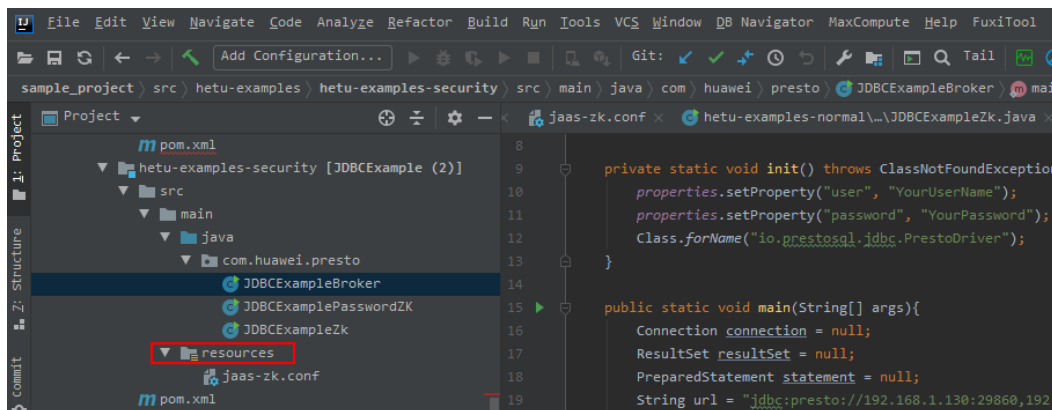 File Edit View Navigate Code Analyze Refactor Build Run Tools VCS Window DB Navigator MaxCompute Help FuxiTool
Add Configuration... Git: Tail
sample_project src hetu-examples hetu-examples-security src main java com huawei presto JDBCExampleBroker mai
1: Project
Z: Structure
Commit
Project
pom.xml
hetu-examples-security [JDBCExample (2)]
src
main
java
com.huawei.presto
JDBCExampleBroker
JDBCExamplePasswordZK
JDBCExampleZk
resources
jaas-zk.conf
pom.xml
jaas-zk.conf hetu-examples-normal\...\JDBCExampleZk.java
8
9 private static void init() throws ClassNotFoundException
10 properties.setProperty("user", "YourUserName");
11 properties.setProperty("password", "YourPassword");
12 Class.forName("io.prestosql.jdbc.PrestoDriver");
13 }
14
15 public static void main(String[] args){
16 Connection connection = null;
17 ResultSet resultSet = null;
18 PreparedStatement statement = null;
19 String url = "jdbc:presto://192.168.1.130:29860,192